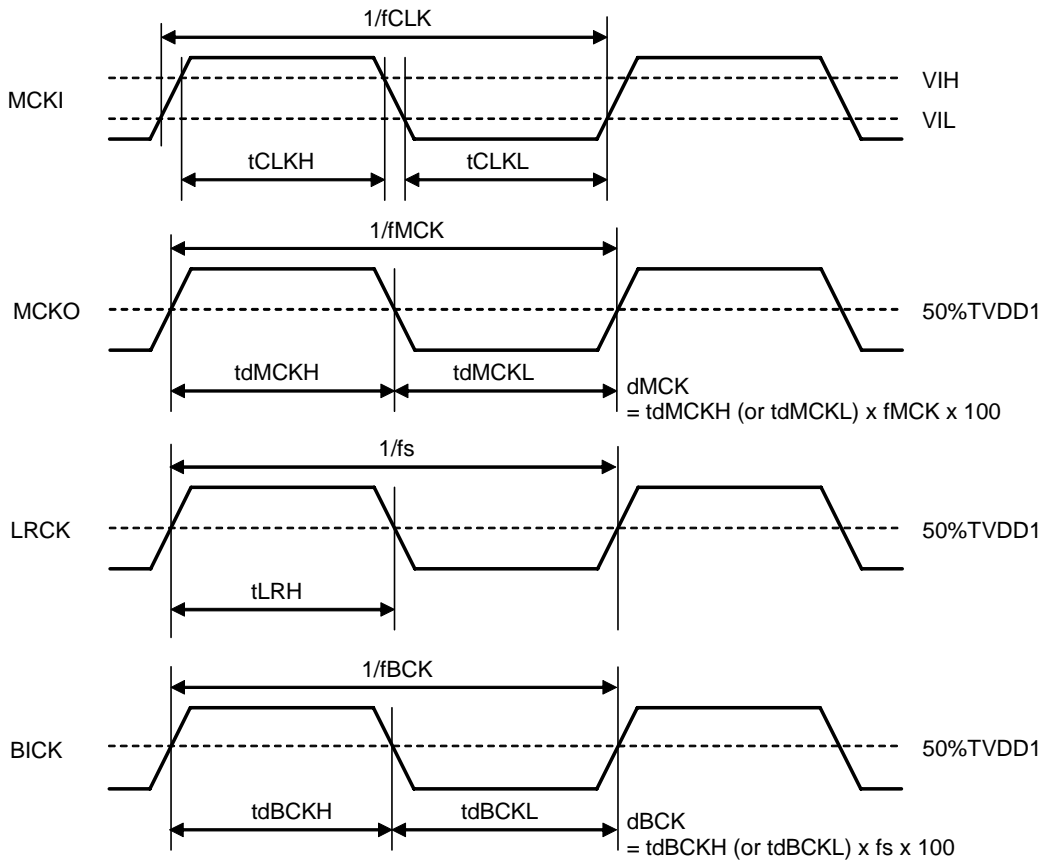 1/fCLK
MCKI
VIH
VIL
tCLKH
tCLKL
1/fMCK
MCKO
50%TVDD1
tdMCKH
tdMCKL
dMCK
= tdMCKH (or tdMCKL) x fMCK x 100
1/fs
LRCK
50%TVDD1
tLRH
1/fBCK
BICK
50%TVDD1
tdBCKH
tdBCKL
dBCK
= tdBCKH (or tdBCKL) x fs x 100